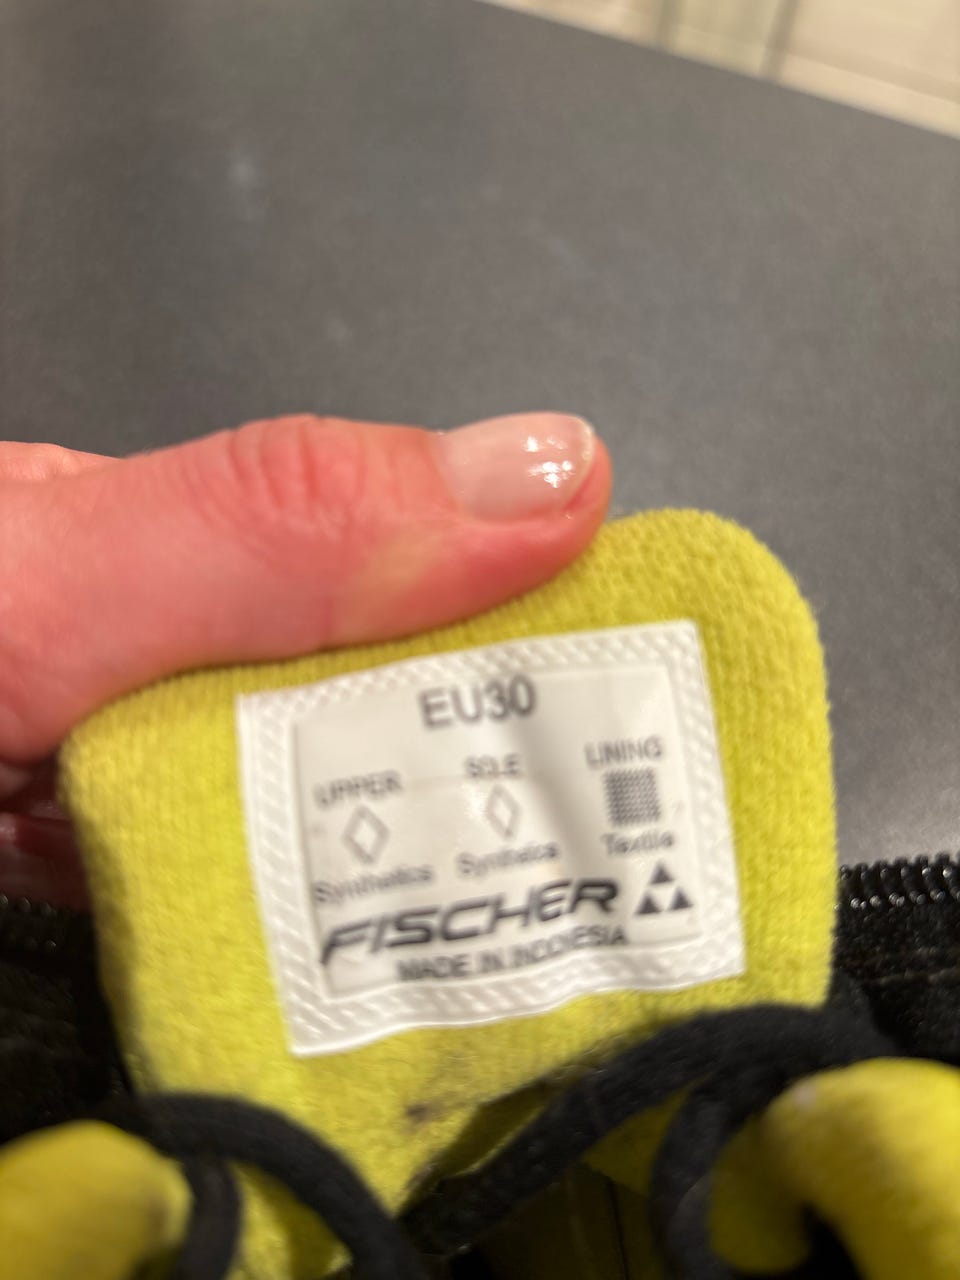 EU30
UPPER SOLE LINING
Synthetics Synthetics Textile
FISCHER
MADE IN INDONESIA